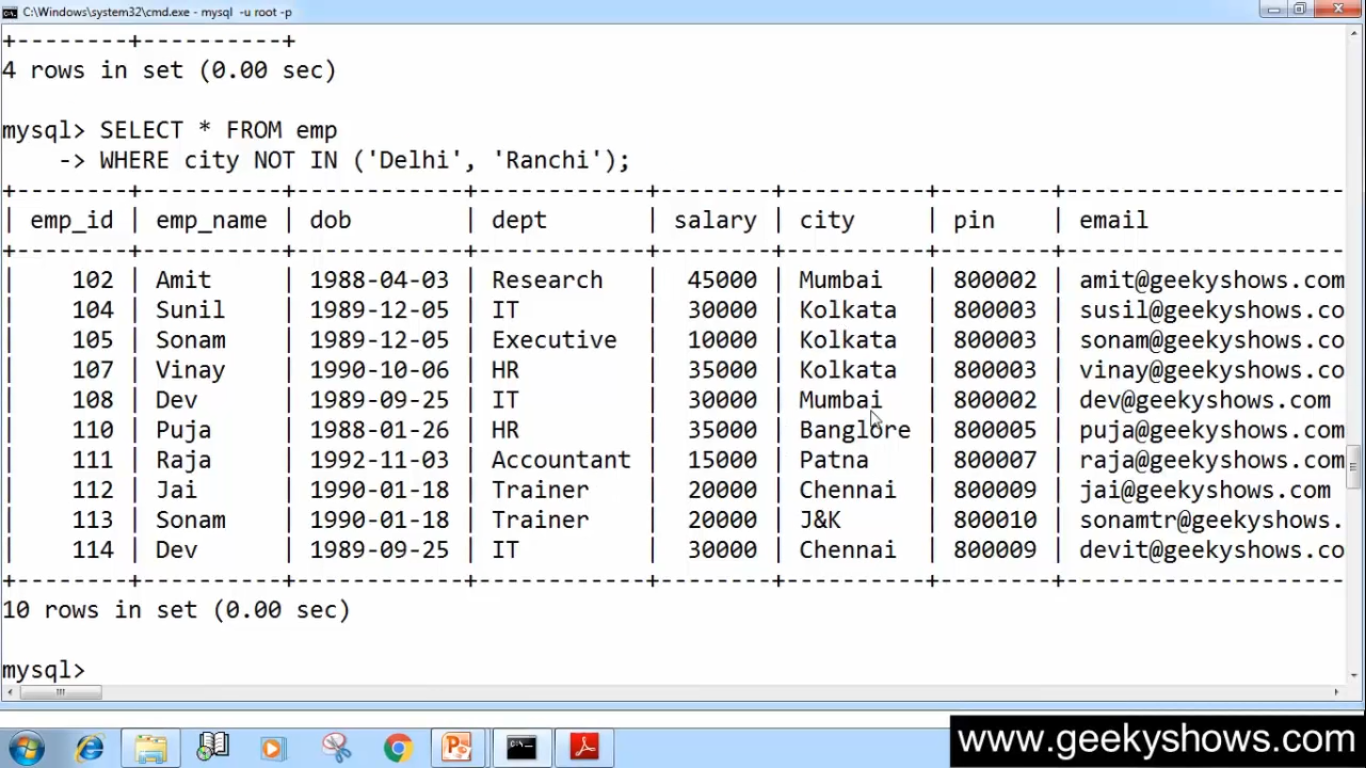 C:\Windows\system32\cmd.exe - mysql  -u root -p
+--------+----------+
4 rows in set (0.00 sec)
mysql> SELECT * FROM emp
    -> WHERE city NOT IN ('Delhi', 'Ranchi');
+--------+----------+------------+------------+--------+----------+--------+--------------------
| emp_id | emp_name | dob        | dept       | salary | city     | pin    | email
+--------+----------+------------+------------+--------+----------+--------+--------------------
|    102 | Amit     | 1988-04-03 | Research   |  45000 | Mumbai   | 800002 | amit@geekyshows.com
|    104 | Sunil    | 1989-12-05 | IT         |  30000 | Kolkata  | 800003 | susil@geekyshows.co
|    105 | Sonam    | 1989-12-05 | Executive  |  10000 | Kolkata  | 800003 | sonam@geekyshows.co
|    107 | Vinay    | 1990-10-06 | HR         |  35000 | Kolkata  | 800003 | vinay@geekyshows.co
|    108 | Dev      | 1989-09-25 | IT         |  30000 | Mumbai   | 800002 | dev@geekyshows.com
|    110 | Puja     | 1988-01-26 | HR         |  35000 | Banglore | 800005 | puja@geekyshows.com
|    111 | Raja     | 1992-11-03 | Accountant |  15000 | Patna    | 800007 | raja@geekyshows.com
|    112 | Jai      | 1990-01-18 | Trainer    |  20000 | Chennai  | 800009 | jai@geekyshows.com
|    113 | Sonam    | 1990-01-18 | Trainer    |  20000 | J&K      | 800010 | sonamtr@geekyshows.
|    114 | Dev      | 1989-09-25 | IT         |  30000 | Chennai  | 800009 | devit@geekyshows.co
+--------+----------+------------+------------+--------+----------+--------+--------------------
10 rows in set (0.00 sec)
mysql>
www.geekyshows.com